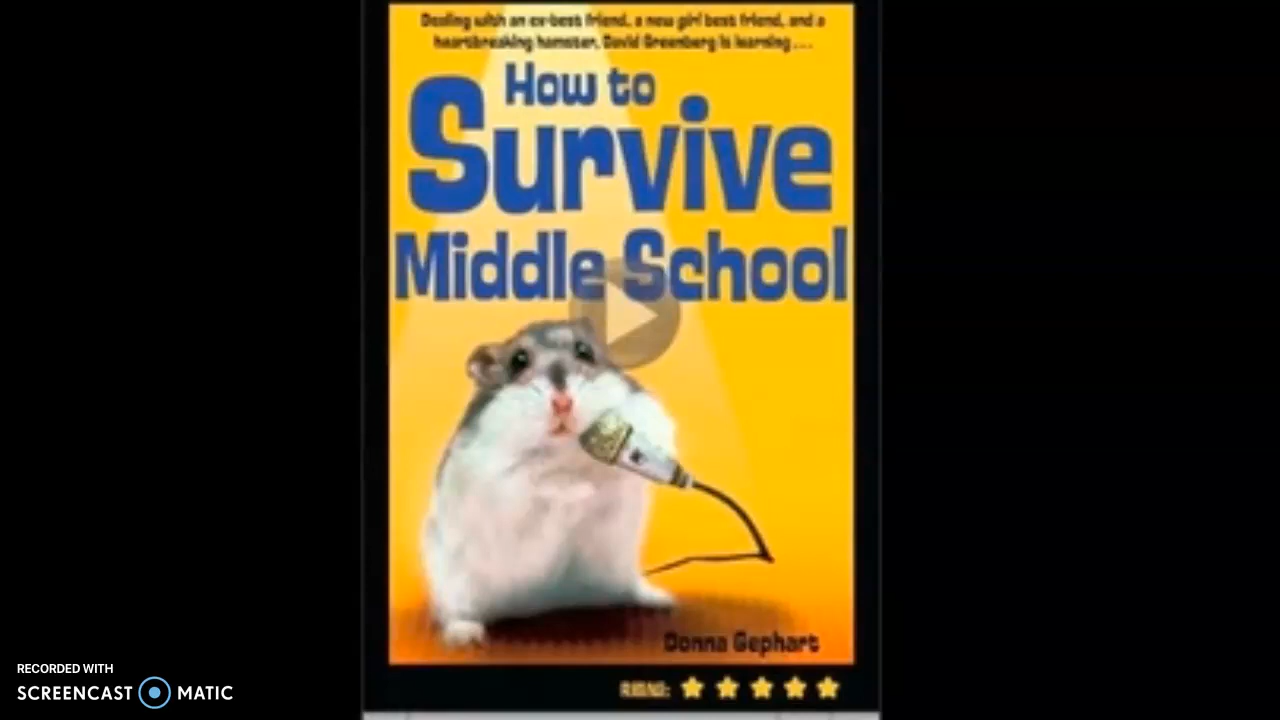 Dealing with an ex-best friend, a new girl best friend, and a
heartbreaking hamster, David Greenberg is learning ...
How to
Survive
Middle School
Donna Gephart
RATING:
RECORDED WITH
SCREENCAST MATIC